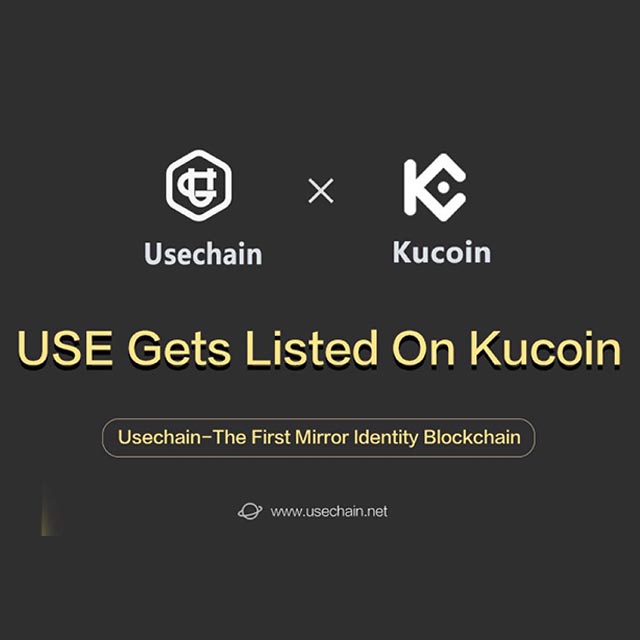 Usechain × Kucoin
USE Gets Listed On Kucoin
Usechain-The First Mirror Identity Blockchain
www.usechain.net